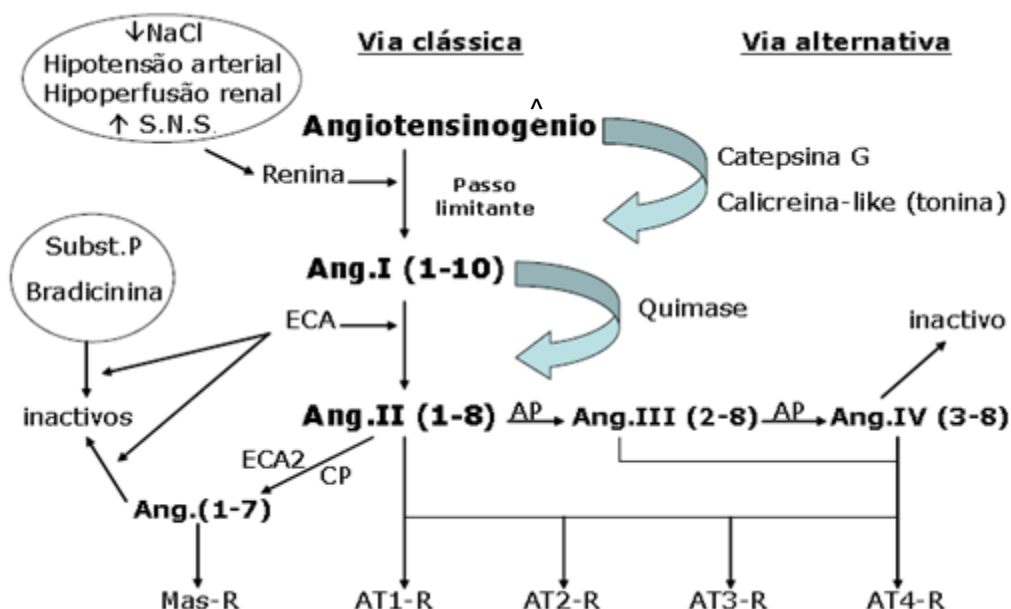 ↓NaCl
Hipotensão arterial
Hipoperfusão renal
↑ S.N.S.
Via clássica
Via alternativa
Angiotensinogênio
Renina
Passo
limitante
Catepsina G
Calicreina-like (tonina)
Subst.P
Bradicinina
Ang.I (1-10)
ECA
Quimase
inactivo
inactivos
Ang.II (1-8)
AP
Ang.III (2-8)
AP
Ang.IV (3-8)
ECA2
CP
Ang.(1-7)
Mas-R
AT1-R
AT2-R
AT3-R
AT4-R